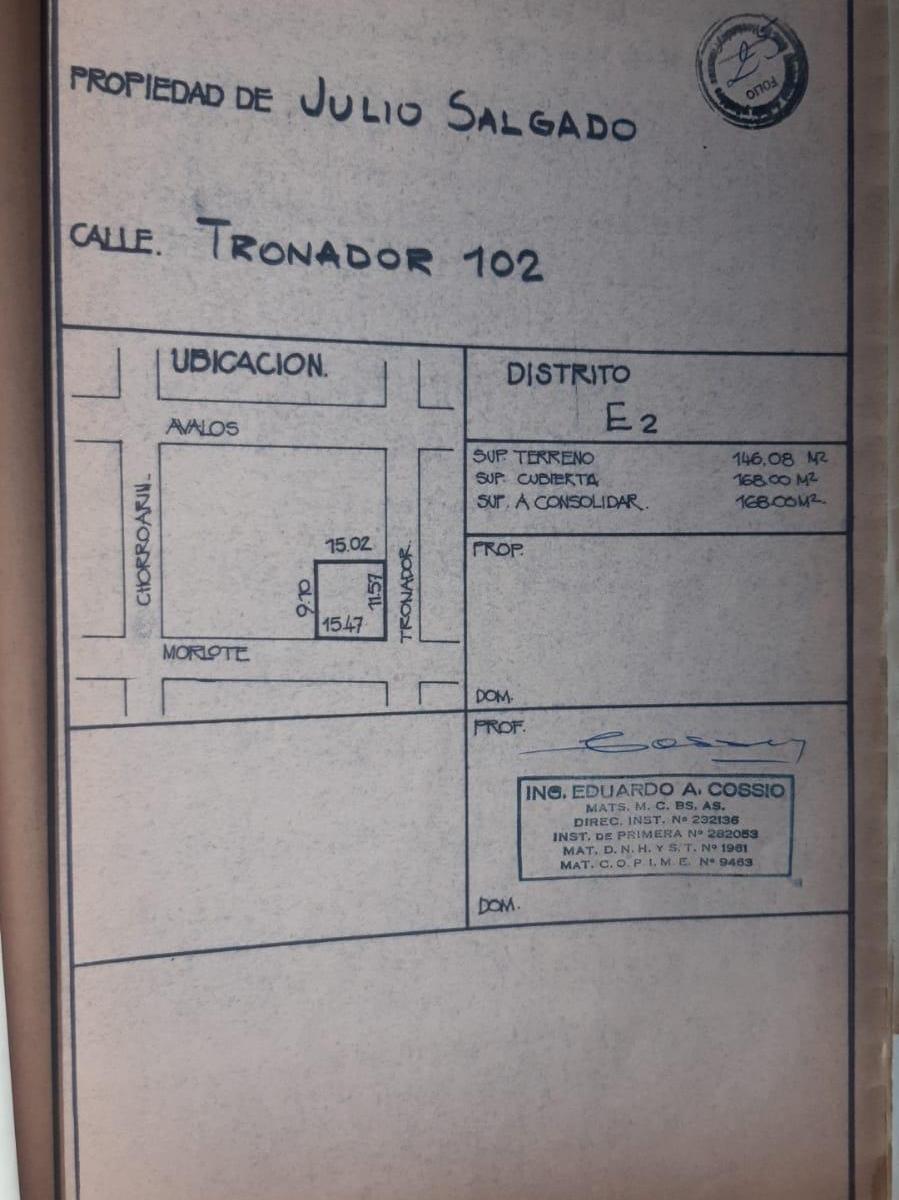 FOLIO
PROPIEDAD DE JULIO SALGADO
CALLE. TRONADOR 102
UBICACION.
AVALOS
CHORROARIN.
TRONADOR.
15.02
9.10
11.57
15.47
MORLOTE
DISTRITO
E2
SUP. TERRENO 146,08 M2
SUP. CUBIERTA 168.00 M2
SUP. A CONSOLIDAR. 168.00 M2.
PROP.
DOM.
PROF.
ING. EDUARDO A. COSSIO
MATS. M. C. BS. AS.
DIREC. INST. Nº 232136
INST. DE PRIMERA Nº 282053
MAT. D. N. H. Y S. T. Nº 1961
MAT. C. O. P. I. M. E. Nº 9463
DOM.